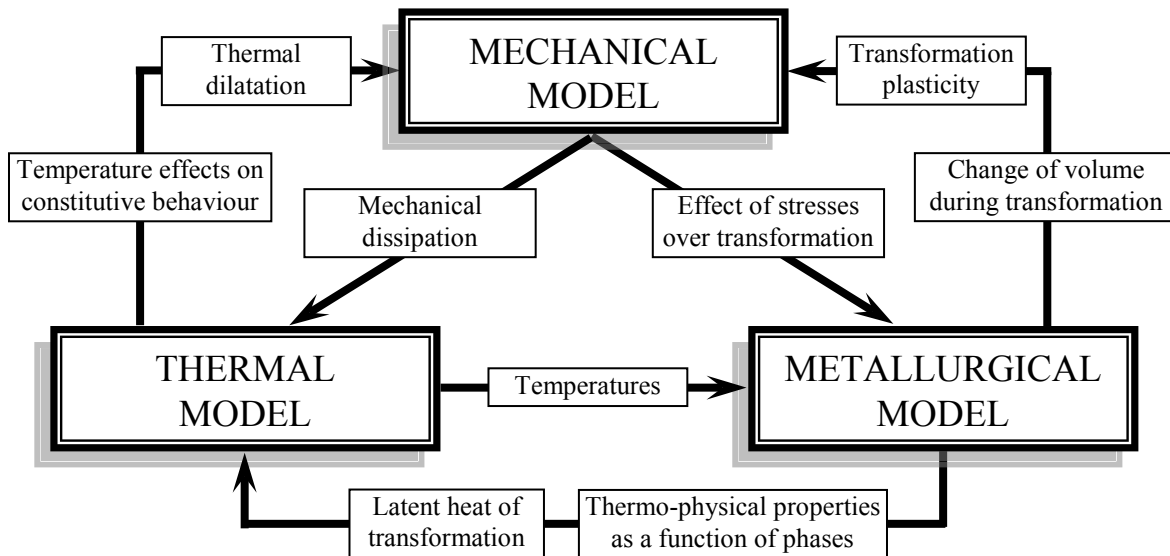 MECHANICAL
MODEL
Thermal
dilatation
Transformation
plasticity
Temperature effects on
constitutive behaviour
Change of volume
during transformation
Mechanical
dissipation
Effect of stresses
over transformation
THERMAL
MODEL
Temperatures
METALLURGICAL
MODEL
Latent heat of
transformation
Thermo-physical properties
as a function of phases